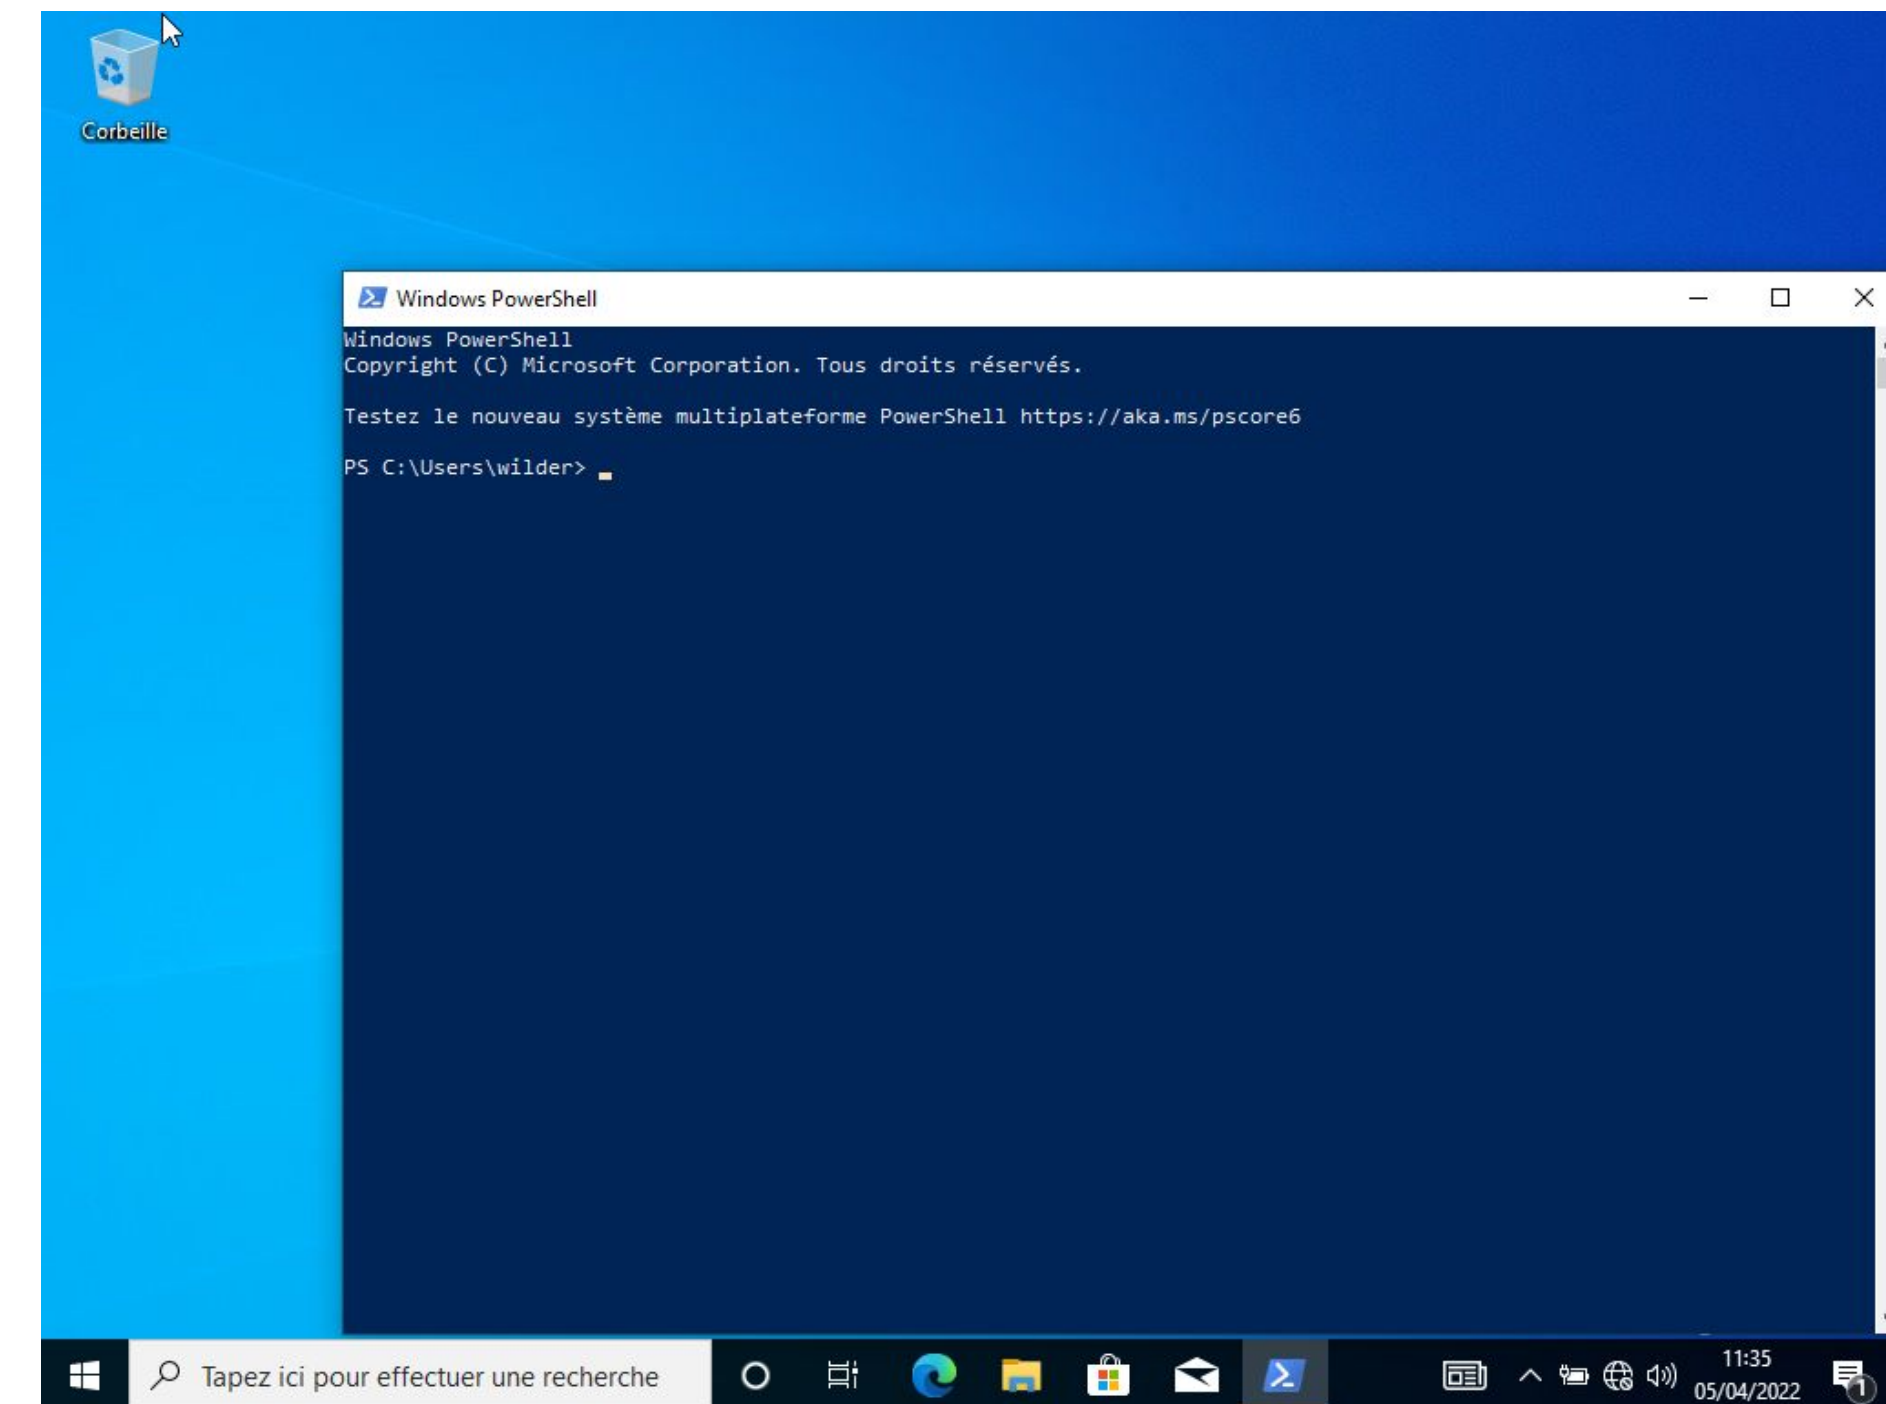 Corbeille
Windows PowerShell
Windows PowerShell
Copyright (C) Microsoft Corporation. Tous droits réservés.
Testez le nouveau système multiplateforme PowerShell https://aka.ms/pscore6
PS C:\Users\wilder>
Tapez ici pour effectuer une recherche
11:35
05/04/2022
1